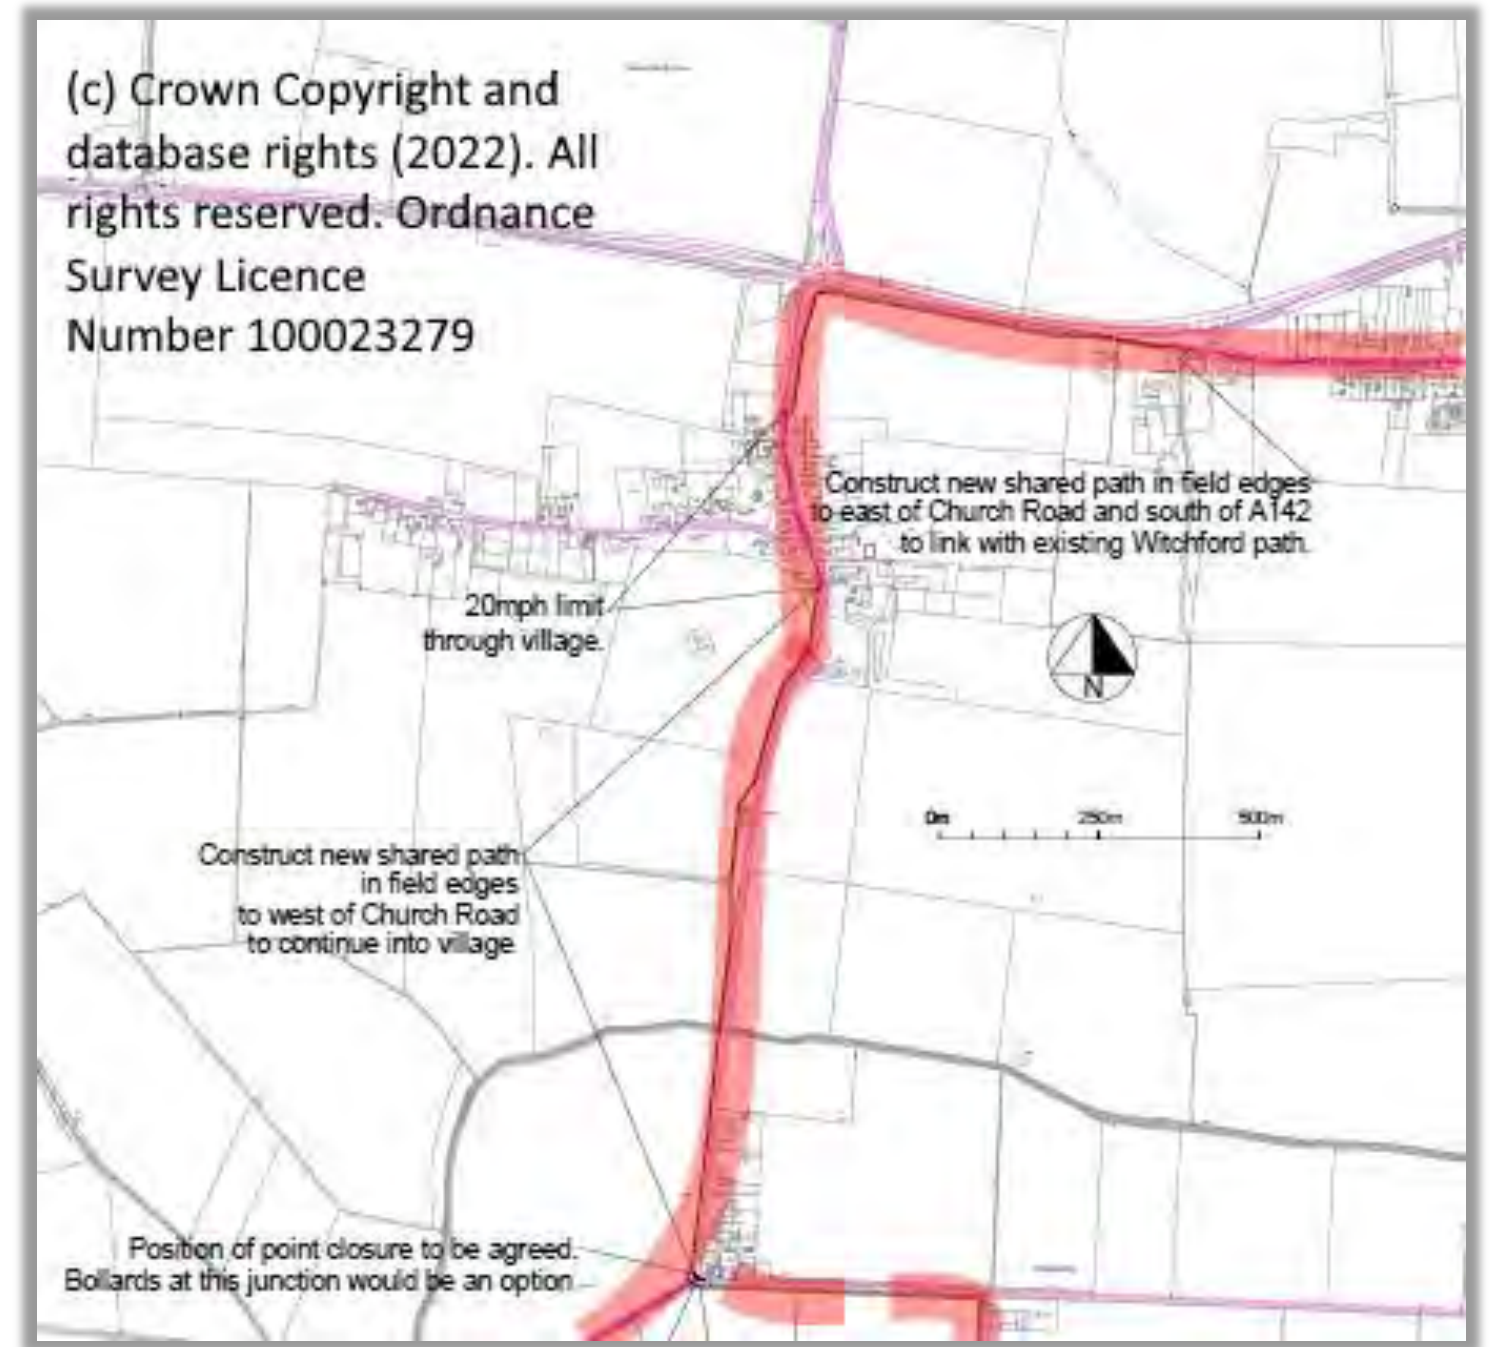 (c) Crown Copyright and
database rights (2022). All
rights reserved. Ordnance
Survey Licence
Number 100023279
Construct new shared path in field edges
to east of Church Road and south of A142
to link with existing Witchford path.
20mph limit
through village.
N
0m 250m 500m
Construct new shared path
in field edges
to west of Church Road
to continue into village
Position of point closure to be agreed.
Bollards at this junction would be an option